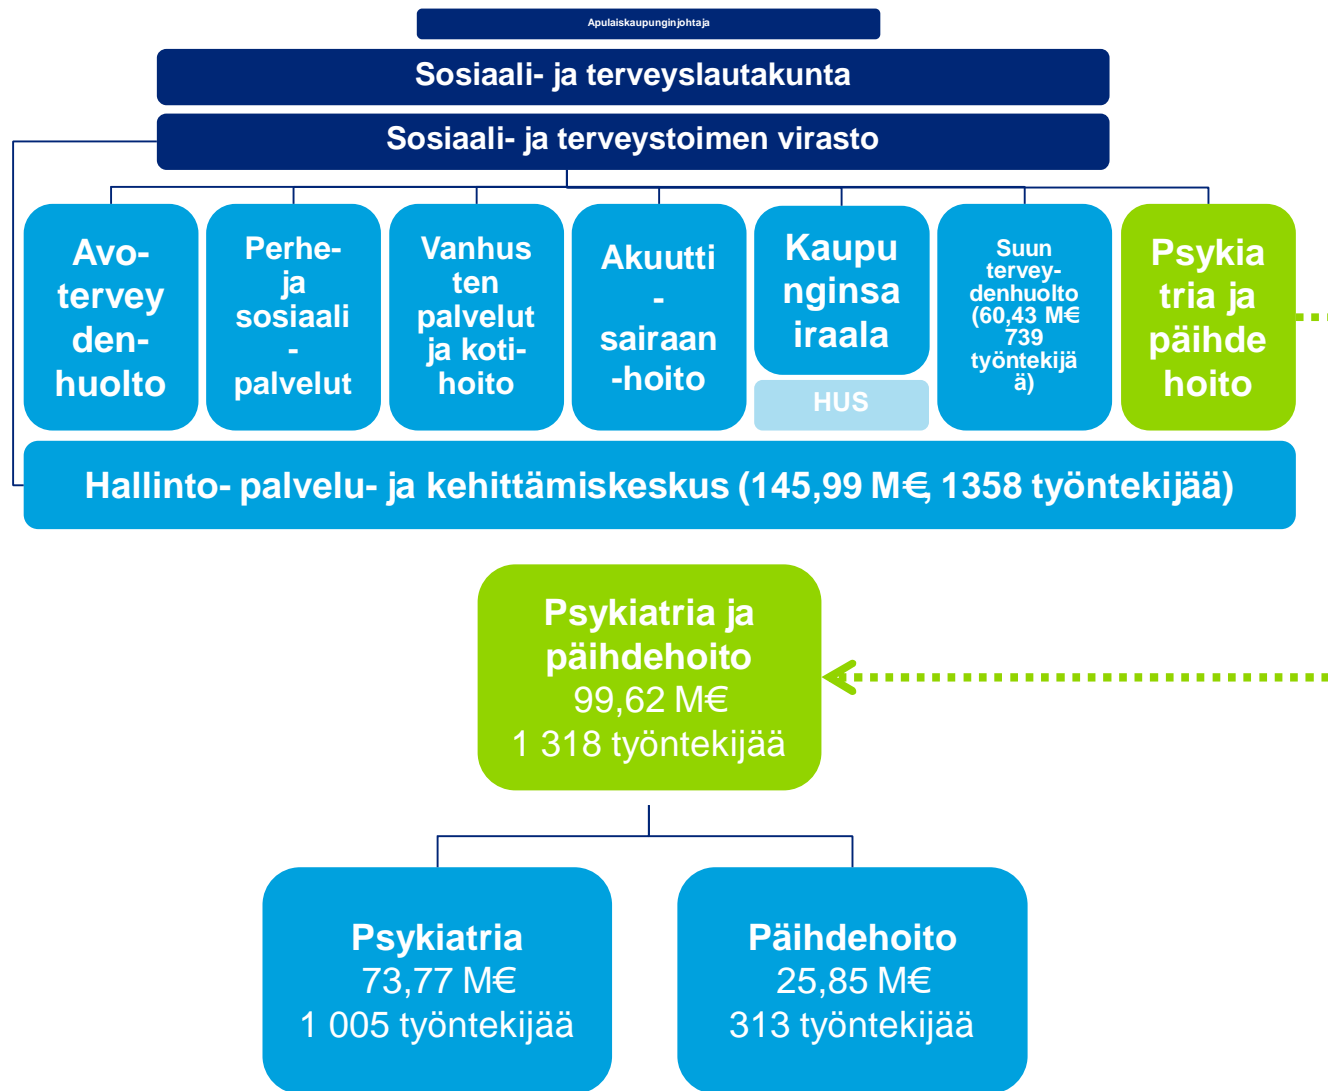 Apulaiskaupunginjohtaja
Sosiaali- ja terveyslautakunta
Sosiaali- ja terveystoimen virasto
Avo-
tervey
den-
huolto
Perhe-
ja
sosiaali
-
palvelut
Vanhus
ten
palvelut
ja koti-
hoito
Akuutti
-
sairaan
-hoito
Kaupu
nginsa
iraala
HUS
Suun
tervey-
denhuolto
(60,43 M€
739
työntekijä
ä)
Psykia
tria ja
päihde
hoito
Hallinto- palvelu- ja kehittämiskeskus (145,99 M€, 1358 työntekijää)
Psykiatria ja
päihdehoito
99,62 M€
1 318 työntekijää
Psykiatria
73,77 M€
1 005 työntekijää
Päihdehoito
25,85 M€
313 työntekijää